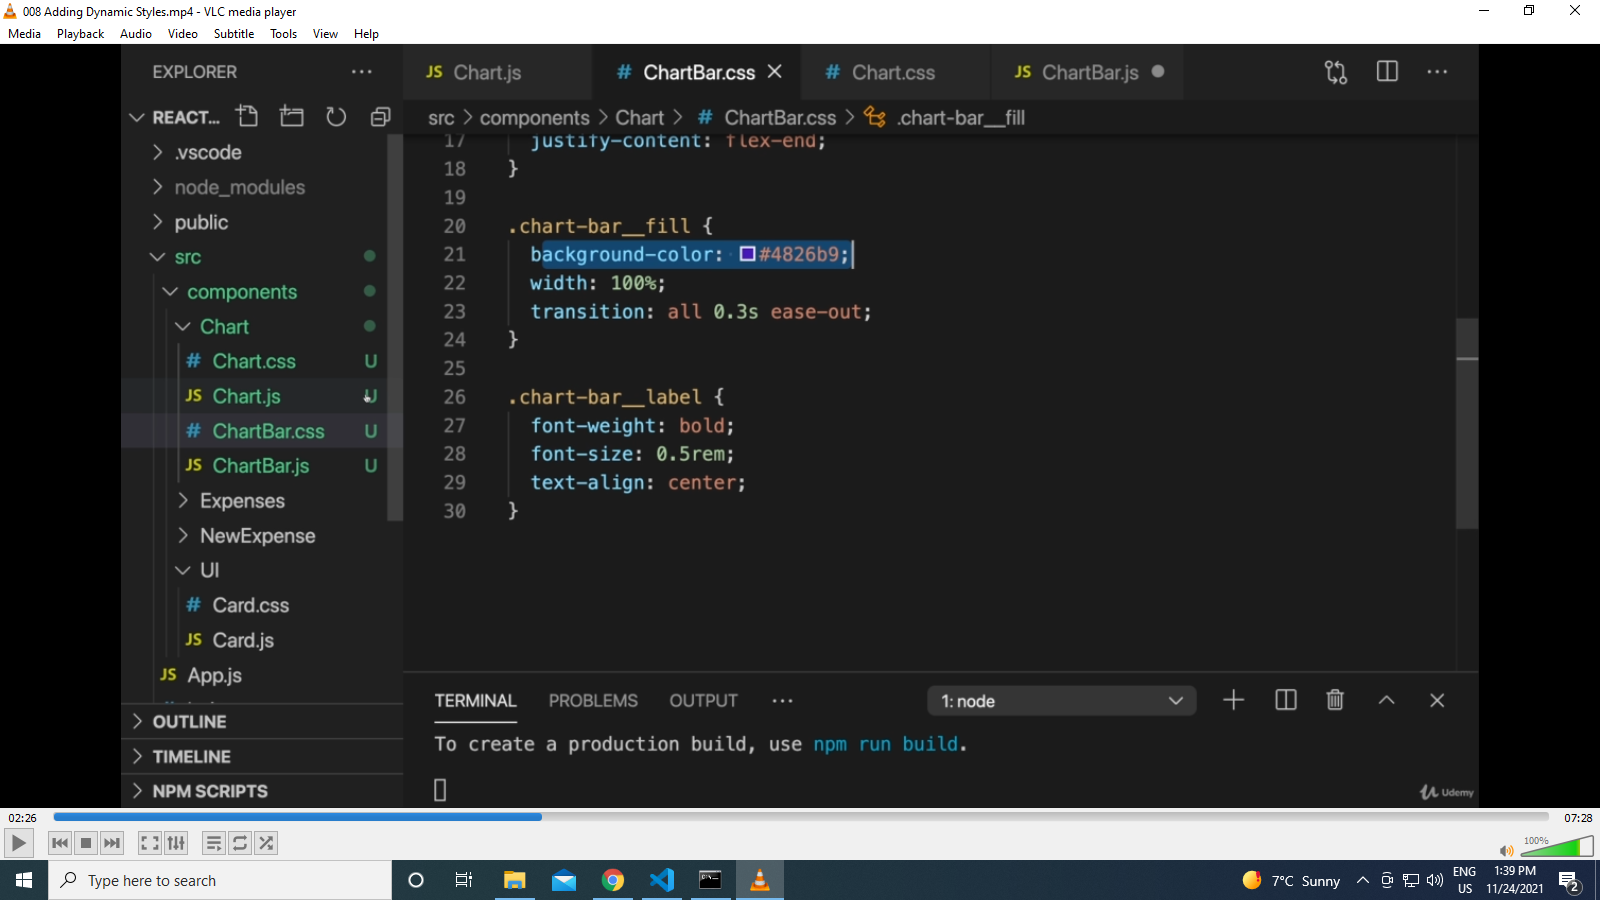 008 Adding Dynamic Styles.mp4 - VLC media player
Media Playback Audio Video Subtitle Tools View Help
EXPLORER ···
JS Chart.js # ChartBar.css # Chart.css JS ChartBar.js
REACT...
src > components > Chart > # ChartBar.css > .chart-bar__fill
.vscode
node_modules
public
src
components
Chart
# Chart.css U
JS Chart.js U
# ChartBar.css U
JS ChartBar.js U
Expenses
NewExpense
UI
# Card.css
JS Card.js
JS App.js
OUTLINE
TIMELINE
NPM SCRIPTS
17 justify-content: flex-end;
18 }
19
20 .chart-bar__fill {
21 background-color: #4826b9;
22 width: 100%;
23 transition: all 0.3s ease-out;
24 }
25
26 .chart-bar__label {
27 font-weight: bold;
28 font-size: 0.5rem;
29 text-align: center;
30 }
TERMINAL PROBLEMS OUTPUT ··· 1: node
To create a production build, use npm run build.
Udemy
02:26 07:28
100%
Type here to search
7°C Sunny
ENG
US
1:39 PM
11/24/2021
2